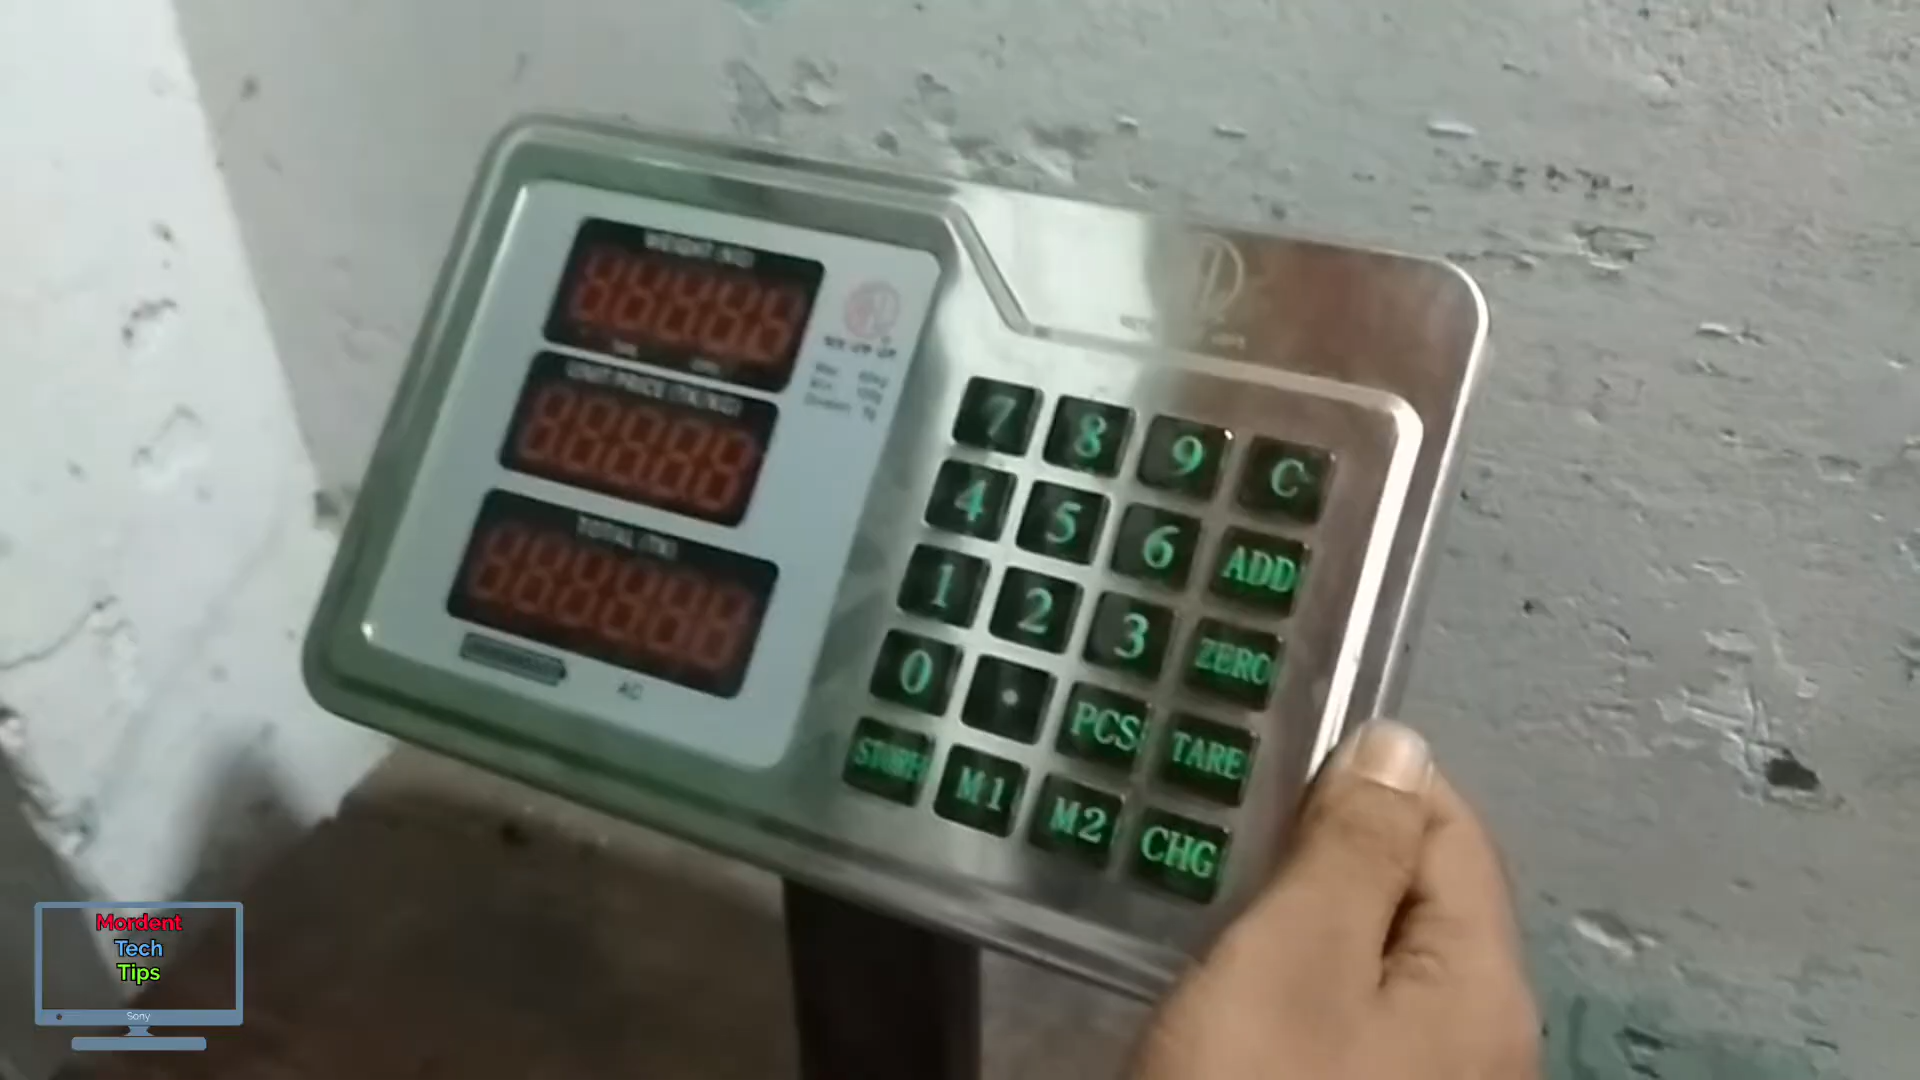 WEIGHT (KG)
UNIT PRICE (TK/KG)
TOTAL (TK)
AC
7 8 9 C
4 5 6 ADD
1 2 3 ZERO
0 . PCS TARE
STORE M1 M2 CHG
Mordent
Tech
Tips
Sony